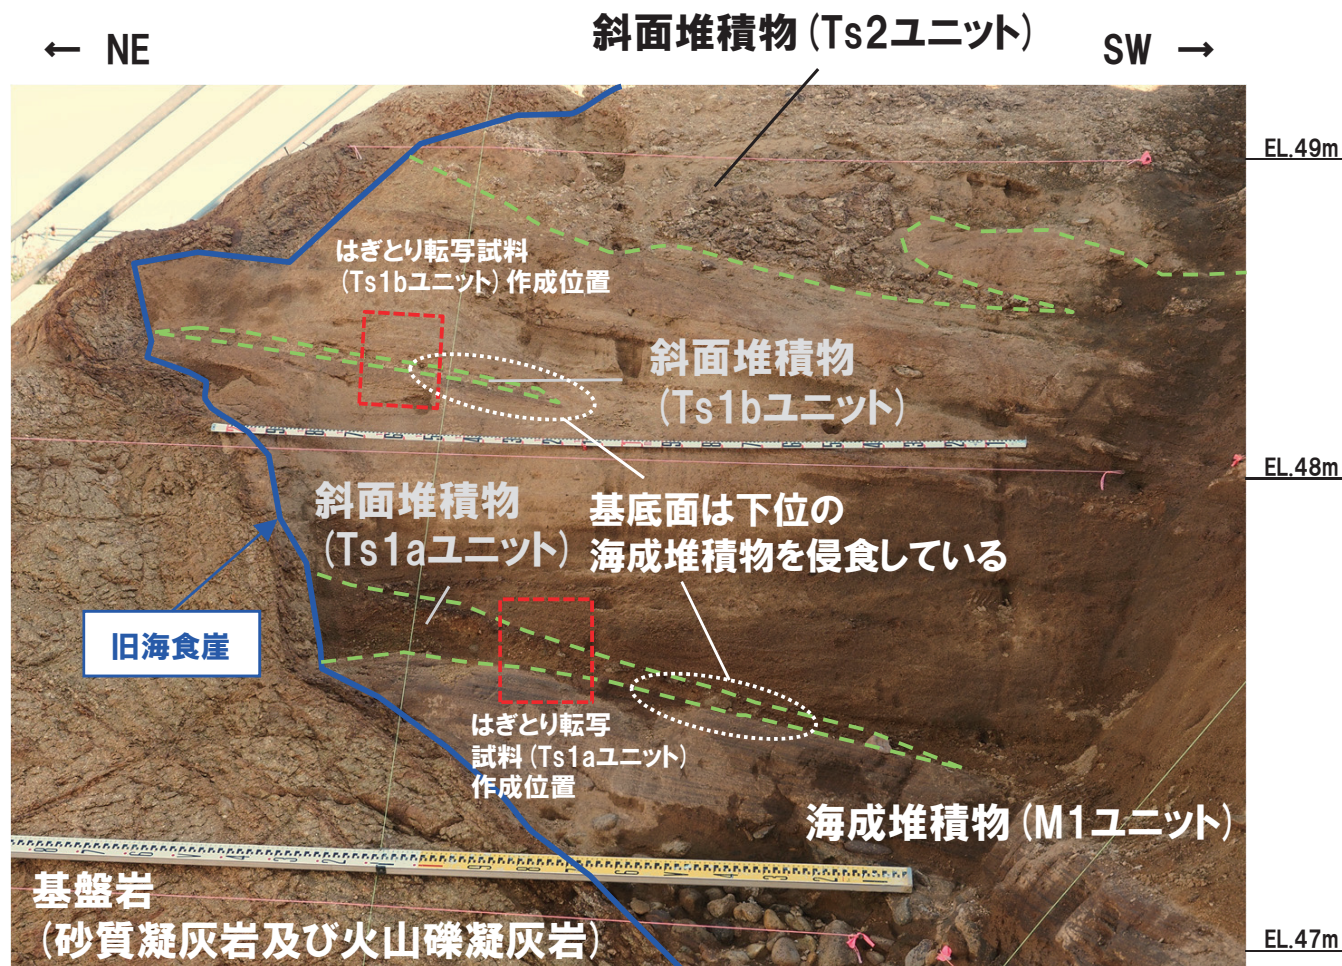 ← NE
斜面堆積物(Ts2ユニット)
SW →
EL.49m
はぎとり転写試料
(Ts1bユニット)作成位置
斜面堆積物
(Ts1bユニット)
EL.48m
斜面堆積物
(Ts1aユニット)
基底面は下位の
海成堆積物を侵食している
旧海食崖
はぎとり転写
試料(Ts1aユニット)
作成位置
海成堆積物(M1ユニット)
基盤岩
(砂質凝灰岩及び火山礫凝灰岩)
EL.47m